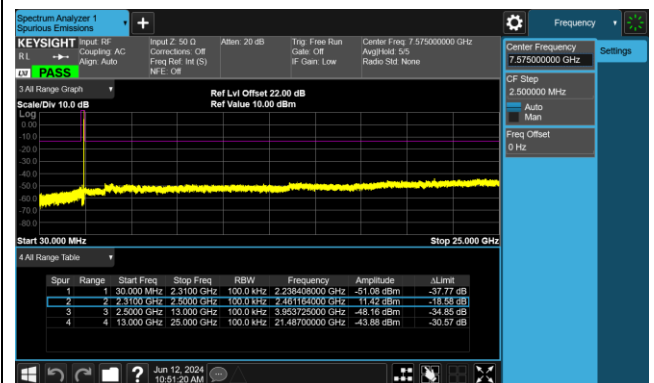 Spectrum Analyzer 1
Spurious Emissions
Frequency
KEYSIGHT
RL
Input: RF
Coupling: AC
Align: Auto
Input Z: 50 Ω
Corrections: Off
Freq Ref: Int (S)
NFE: Off
Atten: 20 dB
Trig: Free Run
Gate: Off
IF Gain: Low
Center Freq: 7.575000000 GHz
Avg|Hold: 5/5
Radio Std: None
LXI PASS
Center Frequency
7.575000000 GHz
Settings
CF Step
2.500000 MHz
Auto
Man
Freq Offset
0 Hz
3 All Range Graph
Scale/Div 10.0 dB
Ref Lvl Offset 22.00 dB
Ref Value 10.00 dBm
Log
0.00
-10.0
-20.0
-30.0
-40.0
-50.0
-60.0
-70.0
-80.0
Start 30.000 MHz
Stop 25.000 GHz
4 All Range Table
Spur Range Start Freq Stop Freq RBW Frequency Amplitude ΔLimit
1 1 30.000 MHz 2.3100 GHz 100.0 kHz 2.238408000 GHz -51.08 dBm -37.77 dB
2 2 2.3100 GHz 2.5000 GHz 100.0 kHz 2.461164000 GHz 11.42 dBm -18.58 dB
3 3 2.5000 GHz 13.000 GHz 100.0 kHz 3.953725000 GHz -48.16 dBm -34.85 dB
4 4 13.000 GHz 25.000 GHz 100.0 kHz 21.48700000 GHz -43.88 dBm -30.57 dB
?
Jun 12, 2024
10:51:20 AM